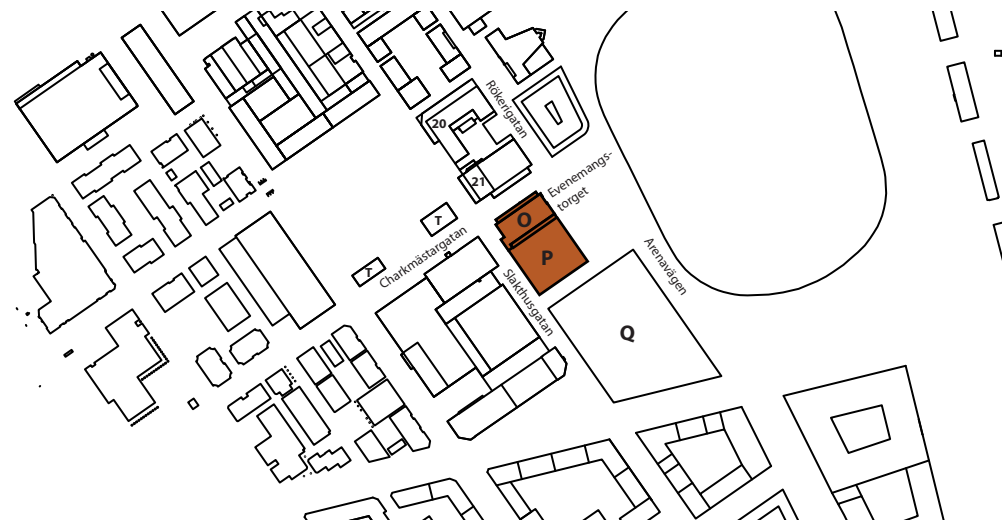 Rökerigatan
20
21
Evenemangs-
torget
O
P
T
Charkmästargatan
T
Slakthusgatan
Arenavägen
Q